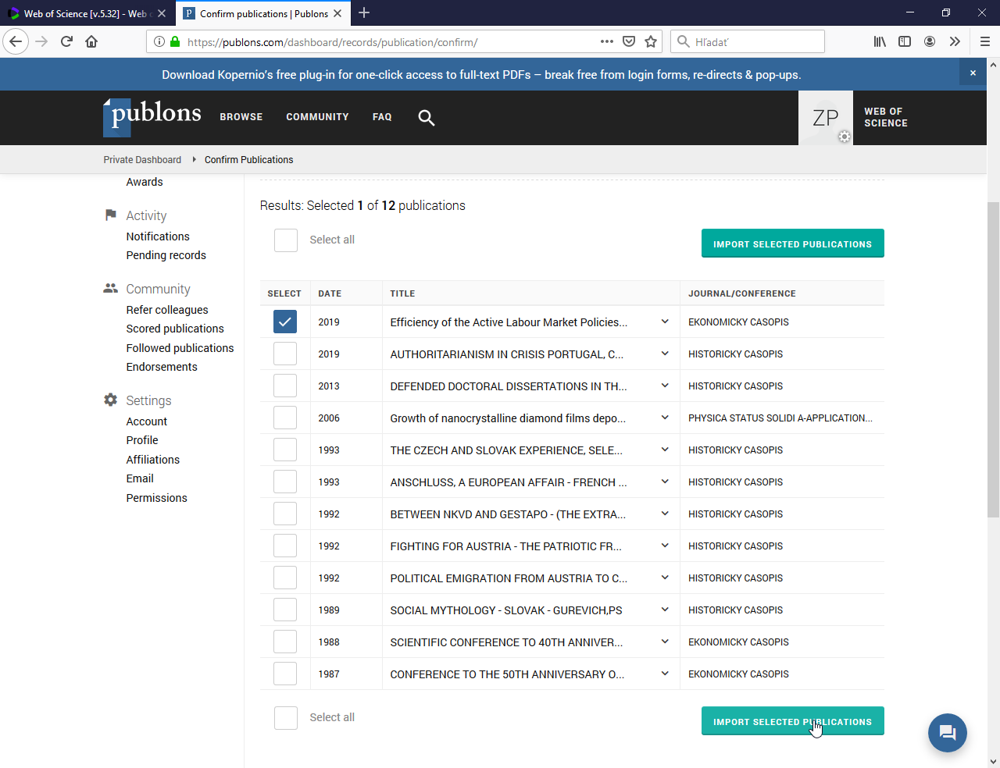 Web of Science [v.5.32] - Web o
Confirm publications | Publons
https://publons.com/dashboard/records/publication/confirm/
Hľadať
Download Kopernio's free plug-in for one-click access to full-text PDFs – break free from login forms, re-directs & pop-ups.
publons
BROWSE
COMMUNITY
FAQ
ZP
WEB OF
SCIENCE
Private Dashboard
Confirm Publications
Awards
Activity
Notifications
Pending records
Community
Refer colleagues
Scored publications
Followed publications
Endorsements
Settings
Account
Profile
Affiliations
Email
Permissions
Results: Selected 1 of 12 publications
Select all
IMPORT SELECTED PUBLICATIONS
SELECT DATE TITLE JOURNAL/CONFERENCE
2019 Efficiency of the Active Labour Market Policies... EKONOMICKY CASOPIS
2019 AUTHORITARIANISM IN CRISIS PORTUGAL, C... HISTORICKY CASOPIS
2013 DEFENDED DOCTORAL DISSERTATIONS IN TH... HISTORICKY CASOPIS
2006 Growth of nanocrystalline diamond films depo... PHYSICA STATUS SOLIDI A-APPLICATION...
1993 THE CZECH AND SLOVAK EXPERIENCE, SELE... HISTORICKY CASOPIS
1993 ANSCHLUSS, A EUROPEAN AFFAIR - FRENCH ... HISTORICKY CASOPIS
1992 BETWEEN NKVD AND GESTAPO - (THE EXTRA... HISTORICKY CASOPIS
1992 FIGHTING FOR AUSTRIA - THE PATRIOTIC FR... HISTORICKY CASOPIS
1992 POLITICAL EMIGRATION FROM AUSTRIA TO C... HISTORICKY CASOPIS
1989 SOCIAL MYTHOLOGY - SLOVAK - GUREVICH,PS HISTORICKY CASOPIS
1988 SCIENTIFIC CONFERENCE TO 40TH ANNIVER... EKONOMICKY CASOPIS
1987 CONFERENCE TO THE 50TH ANNIVERSARY O... EKONOMICKY CASOPIS
Select all
IMPORT SELECTED PUBLICATIONS